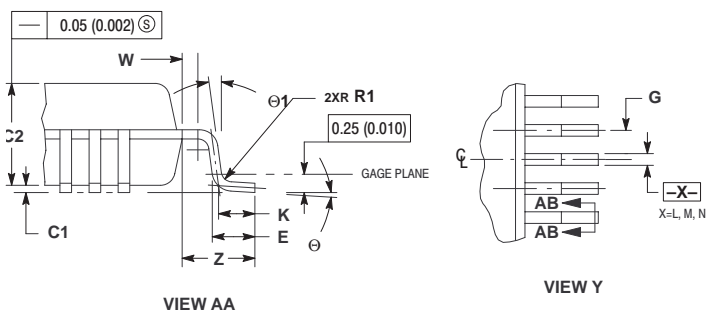 — 0.05 (0.002) Ⓢ
W
Θ1
2XR R1
G
C2
0.25 (0.010)
GAGE PLANE
℄
–X–
X=L, M, N
AB
AB
C1
K
E
Θ
Z
VIEW AA
VIEW Y